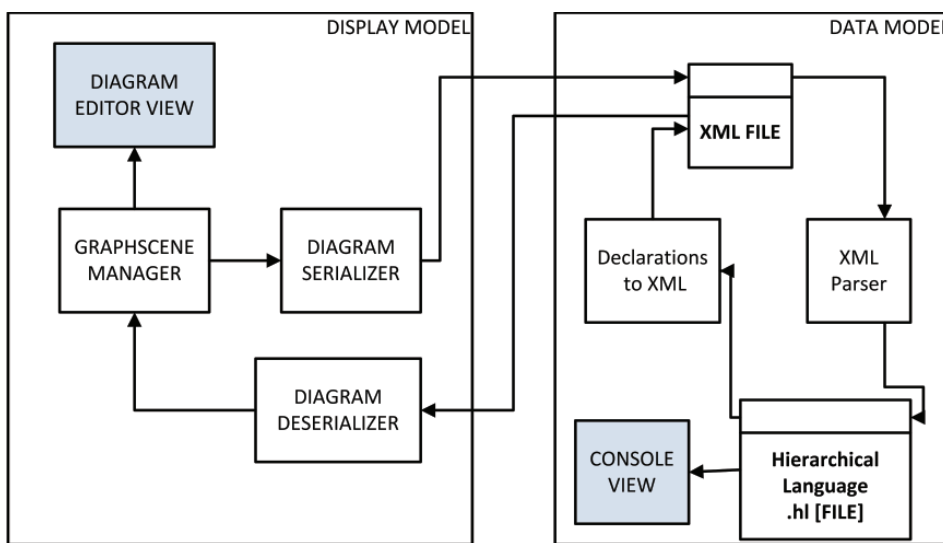 DISPLAY MODEL
DIAGRAM
EDITOR VIEW
GRAPHSCENE
MANAGER
DIAGRAM
SERIALIZER
DIAGRAM
DESERIALIZER
DATA MODEL
XML FILE
Declarations
to XML
XML
Parser
CONSOLE
VIEW
Hierarchical
Language
.hl [FILE]